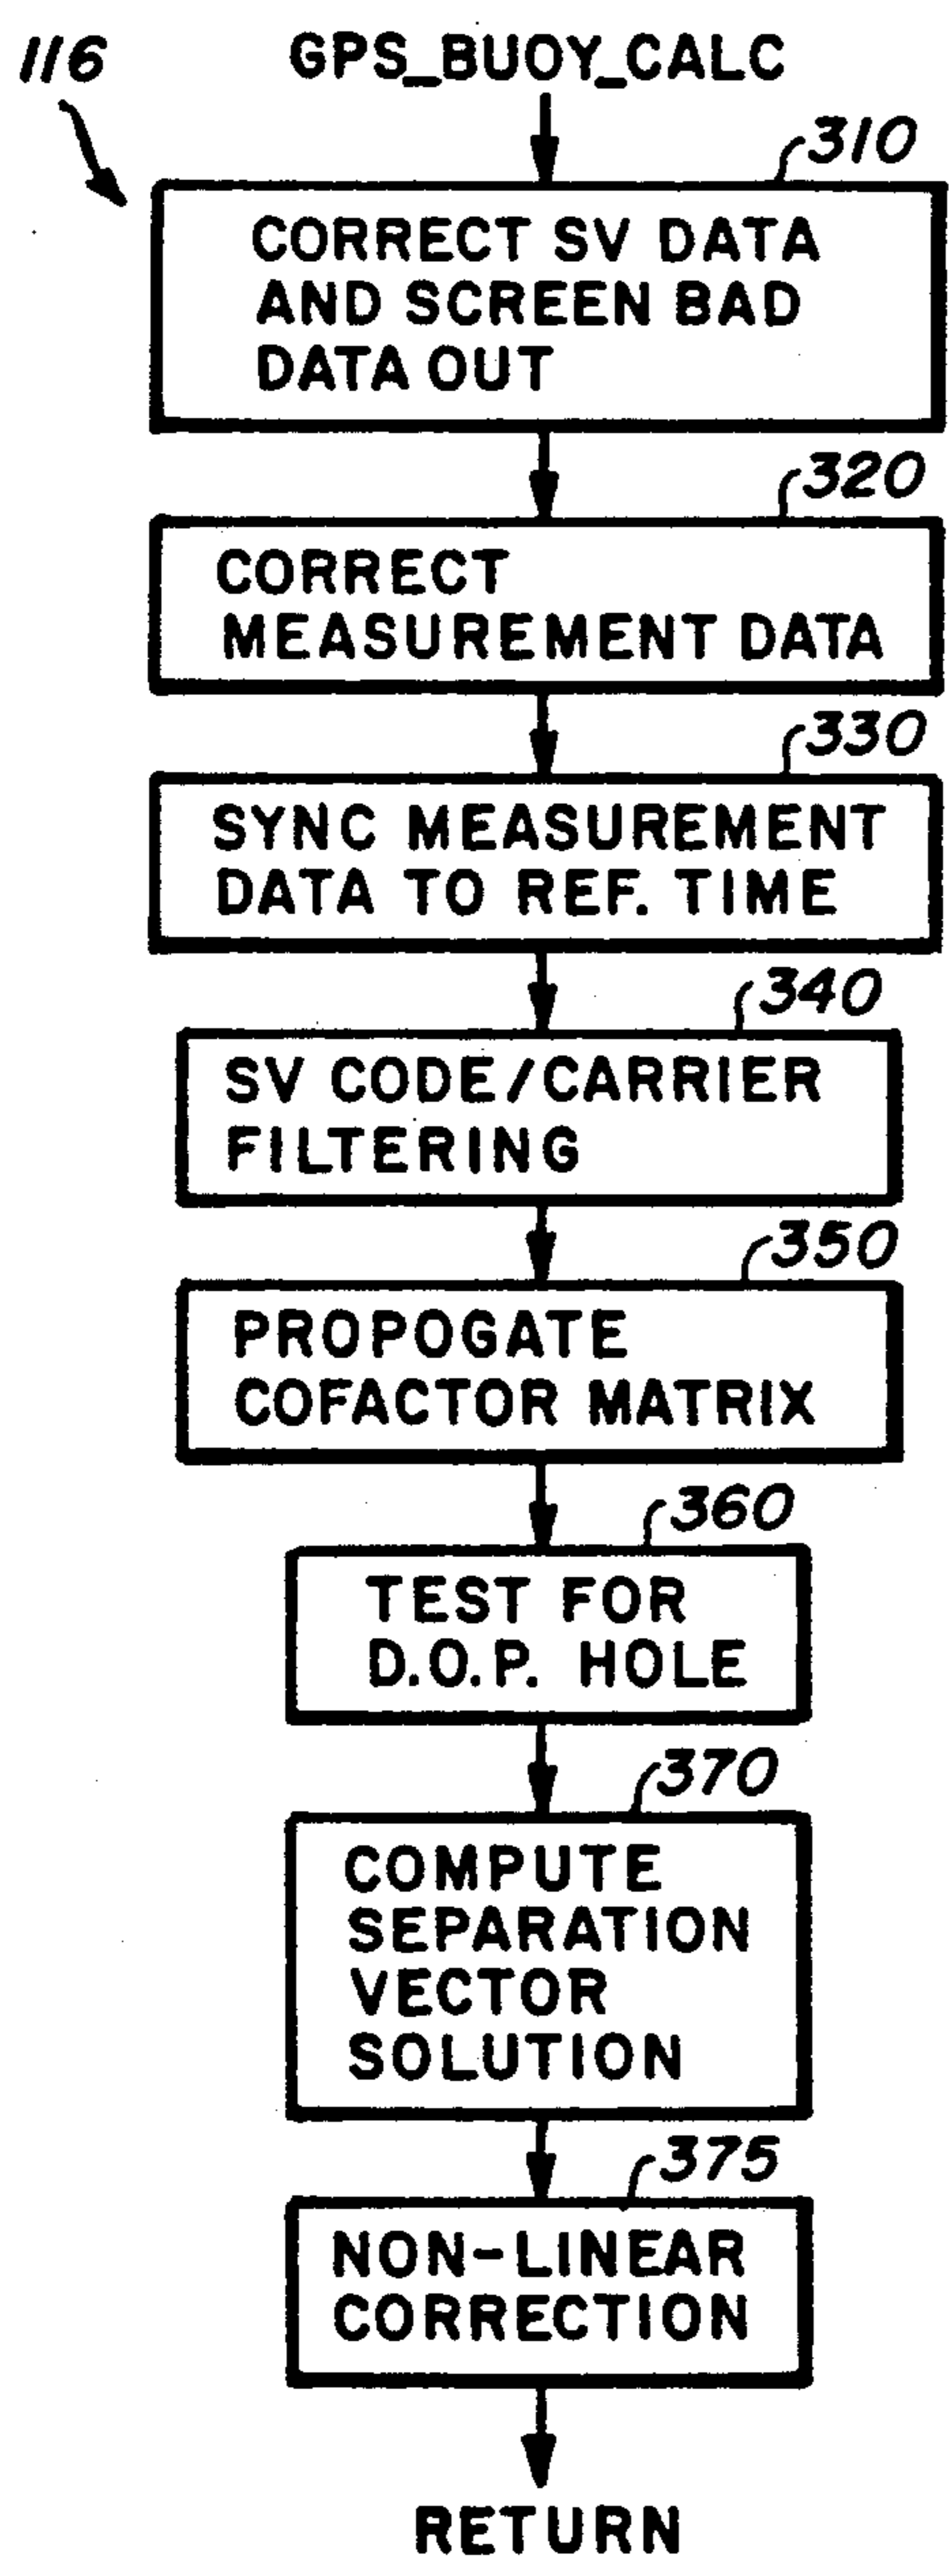 116
GPS_BUOY_CALC
310
CORRECT SV DATA
AND SCREEN BAD
DATA OUT
320
CORRECT
MEASUREMENT DATA
330
SYNC MEASUREMENT
DATA TO REF. TIME
340
SV CODE/CARRIER
FILTERING
350
PROPOGATE
COFACTOR MATRIX
360
TEST FOR
D.O.P. HOLE
370
COMPUTE
SEPARATION
VECTOR
SOLUTION
375
NON-LINEAR
CORRECTION
RETURN